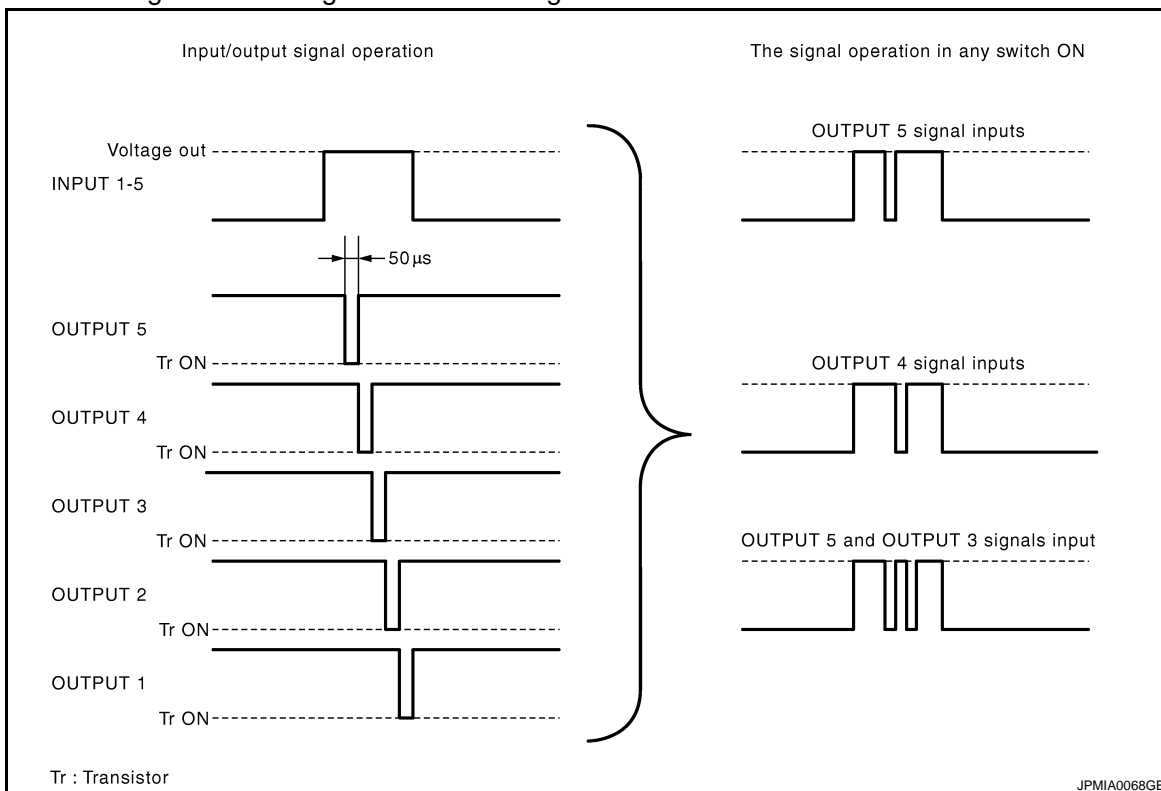 Input/output signal operation
The signal operation in any switch ON
Voltage out
INPUT 1-5
50 μs
OUTPUT 5
Tr ON
OUTPUT 4
Tr ON
OUTPUT 3
Tr ON
OUTPUT 2
Tr ON
OUTPUT 1
Tr ON
OUTPUT 5 signal inputs
OUTPUT 4 signal inputs
OUTPUT 5 and OUTPUT 3 signals input
Tr : Transistor
JPMIA0068GB